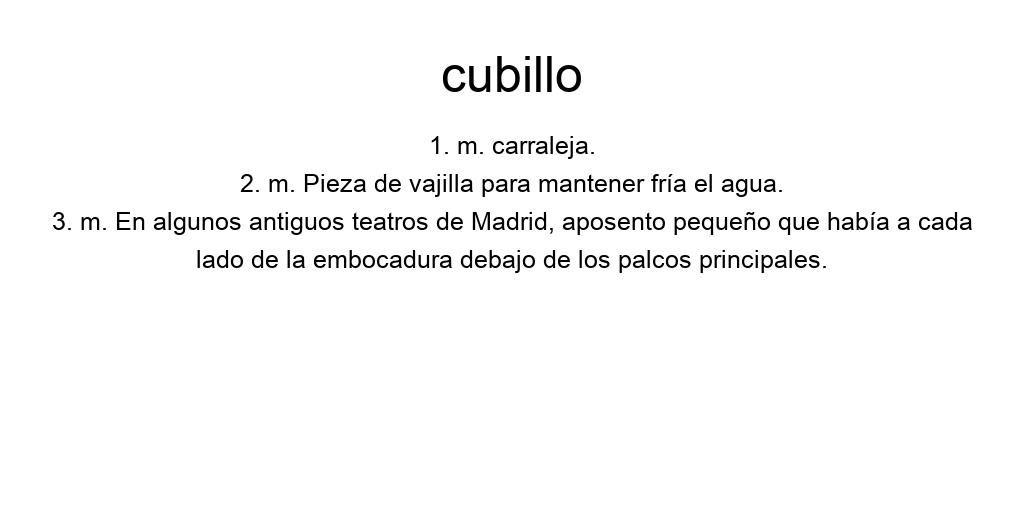 cubillo
1. m. carraleja.
2. m. Pieza de vajilla para mantener fría el agua.
3. m. En algunos antiguos teatros de Madrid, aposento pequeño que había a cada
lado de la embocadura debajo de los palcos principales.